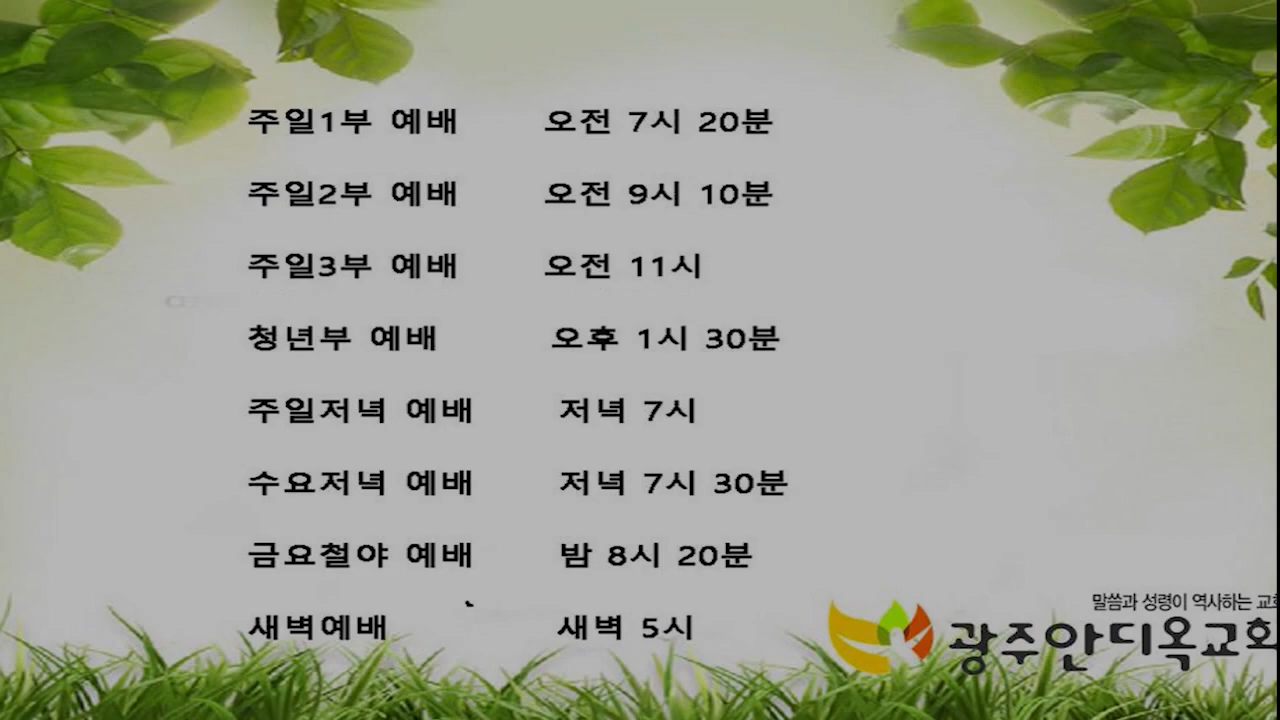 주일1부 예배 오전 7시 20분
주일2부 예배 오전 9시 10분
주일3부 예배 오전 11시
청년부 예배 오후 1시 30분
주일저녁 예배 저녁 7시
수요저녁 예배 저녁 7시 30분
금요철야 예배 밤 8시 20분
새벽예배 새벽 5시
말씀과 성령이 역사하는 교회
광주안디옥교회